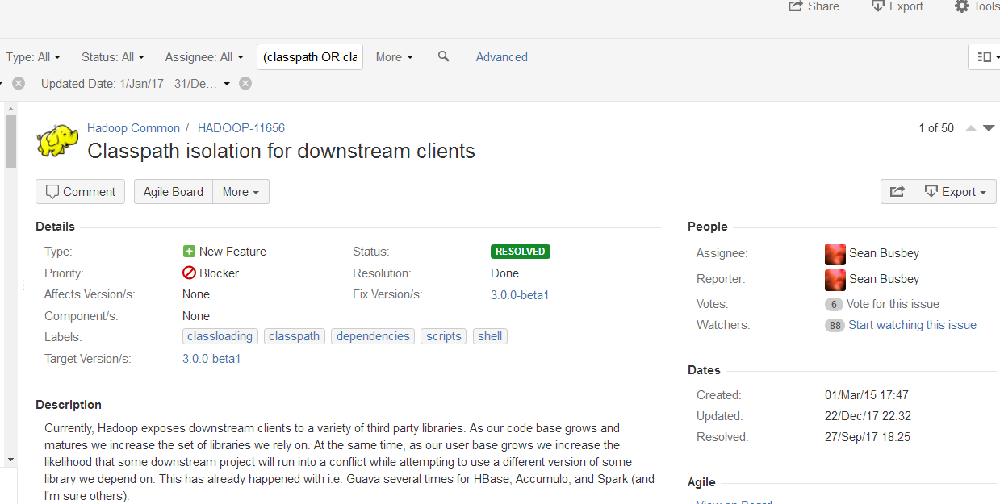 Share Export Tools
Type: All Status: All Assignee: All (classpath OR cla More Advanced
Updated Date: 1/Jan/17 - 31/De...
Hadoop Common / HADOOP-11656
1 of 50
Classpath isolation for downstream clients
Comment Agile Board More Export
Details
Type: New Feature Status: RESOLVED
Priority: Blocker Resolution: Done
Affects Version/s: None Fix Version/s: 3.0.0-beta1
Component/s: None
Labels: classloading classpath dependencies scripts shell
Target Version/s: 3.0.0-beta1
Description
Currently, Hadoop exposes downstream clients to a variety of third party libraries. As our code base grows and
matures we increase the set of libraries we rely on. At the same time, as our user base grows we increase the
likelihood that some downstream project will run into a conflict while attempting to use a different version of some
library we depend on. This has already happened with i.e. Guava several times for HBase, Accumulo, and Spark (and
I'm sure others).
People
Assignee: Sean Busbey
Reporter: Sean Busbey
Votes: 6 Vote for this issue
Watchers: 88 Start watching this issue
Dates
Created: 01/Mar/15 17:47
Updated: 22/Dec/17 22:32
Resolved: 27/Sep/17 18:25
Agile
View on Board